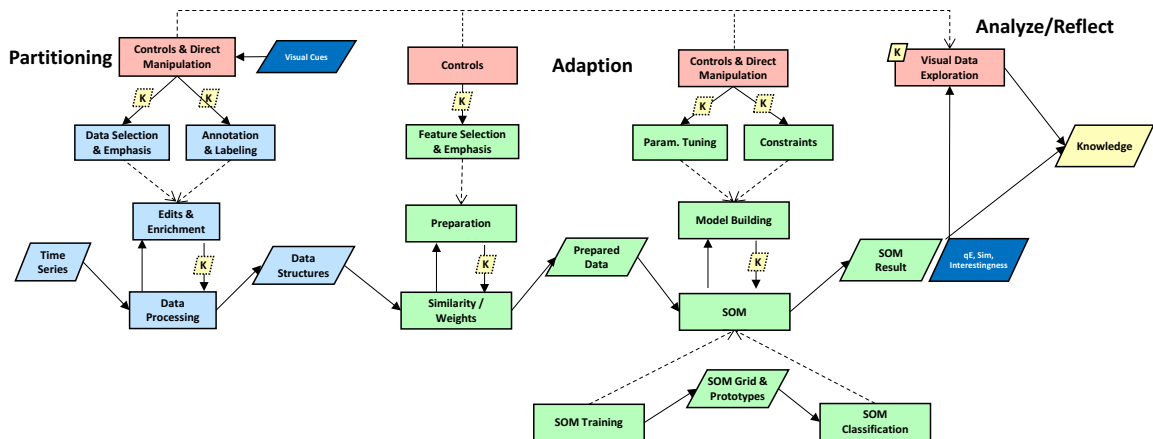 Partitioning
Controls & Direct
Manipulation
Visual Cues
K
K
Data Selection
& Emphasis
Annotation
& Labeling
Edits &
Enrichment
K
Time
Series
Data
Processing
Data
Structures
Controls
K
Feature Selection
& Emphasis
Preparation
K
Similarity /
Weights
Prepared
Data
Adaption
Controls & Direct
Manipulation
K
K
Param. Tuning
Constraints
Model Building
K
SOM
SOM Training
SOM Grid &
Prototypes
SOM
Classification
Analyze/Reflect
K
Visual Data
Exploration
Knowledge
SOM
Result
qE, Sim,
Interestingness